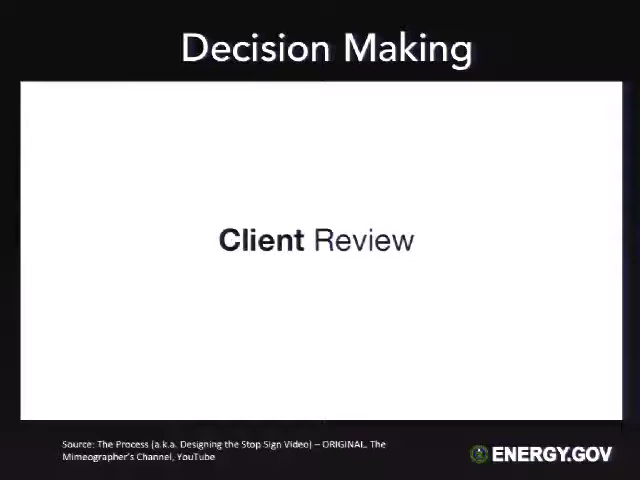 Decision Making
Client Review
Source: The Process (a.k.a. Designing the Stop Sign Video) – ORIGINAL. The
Mimeographer's Channel, YouTube
ENERGY.GOV